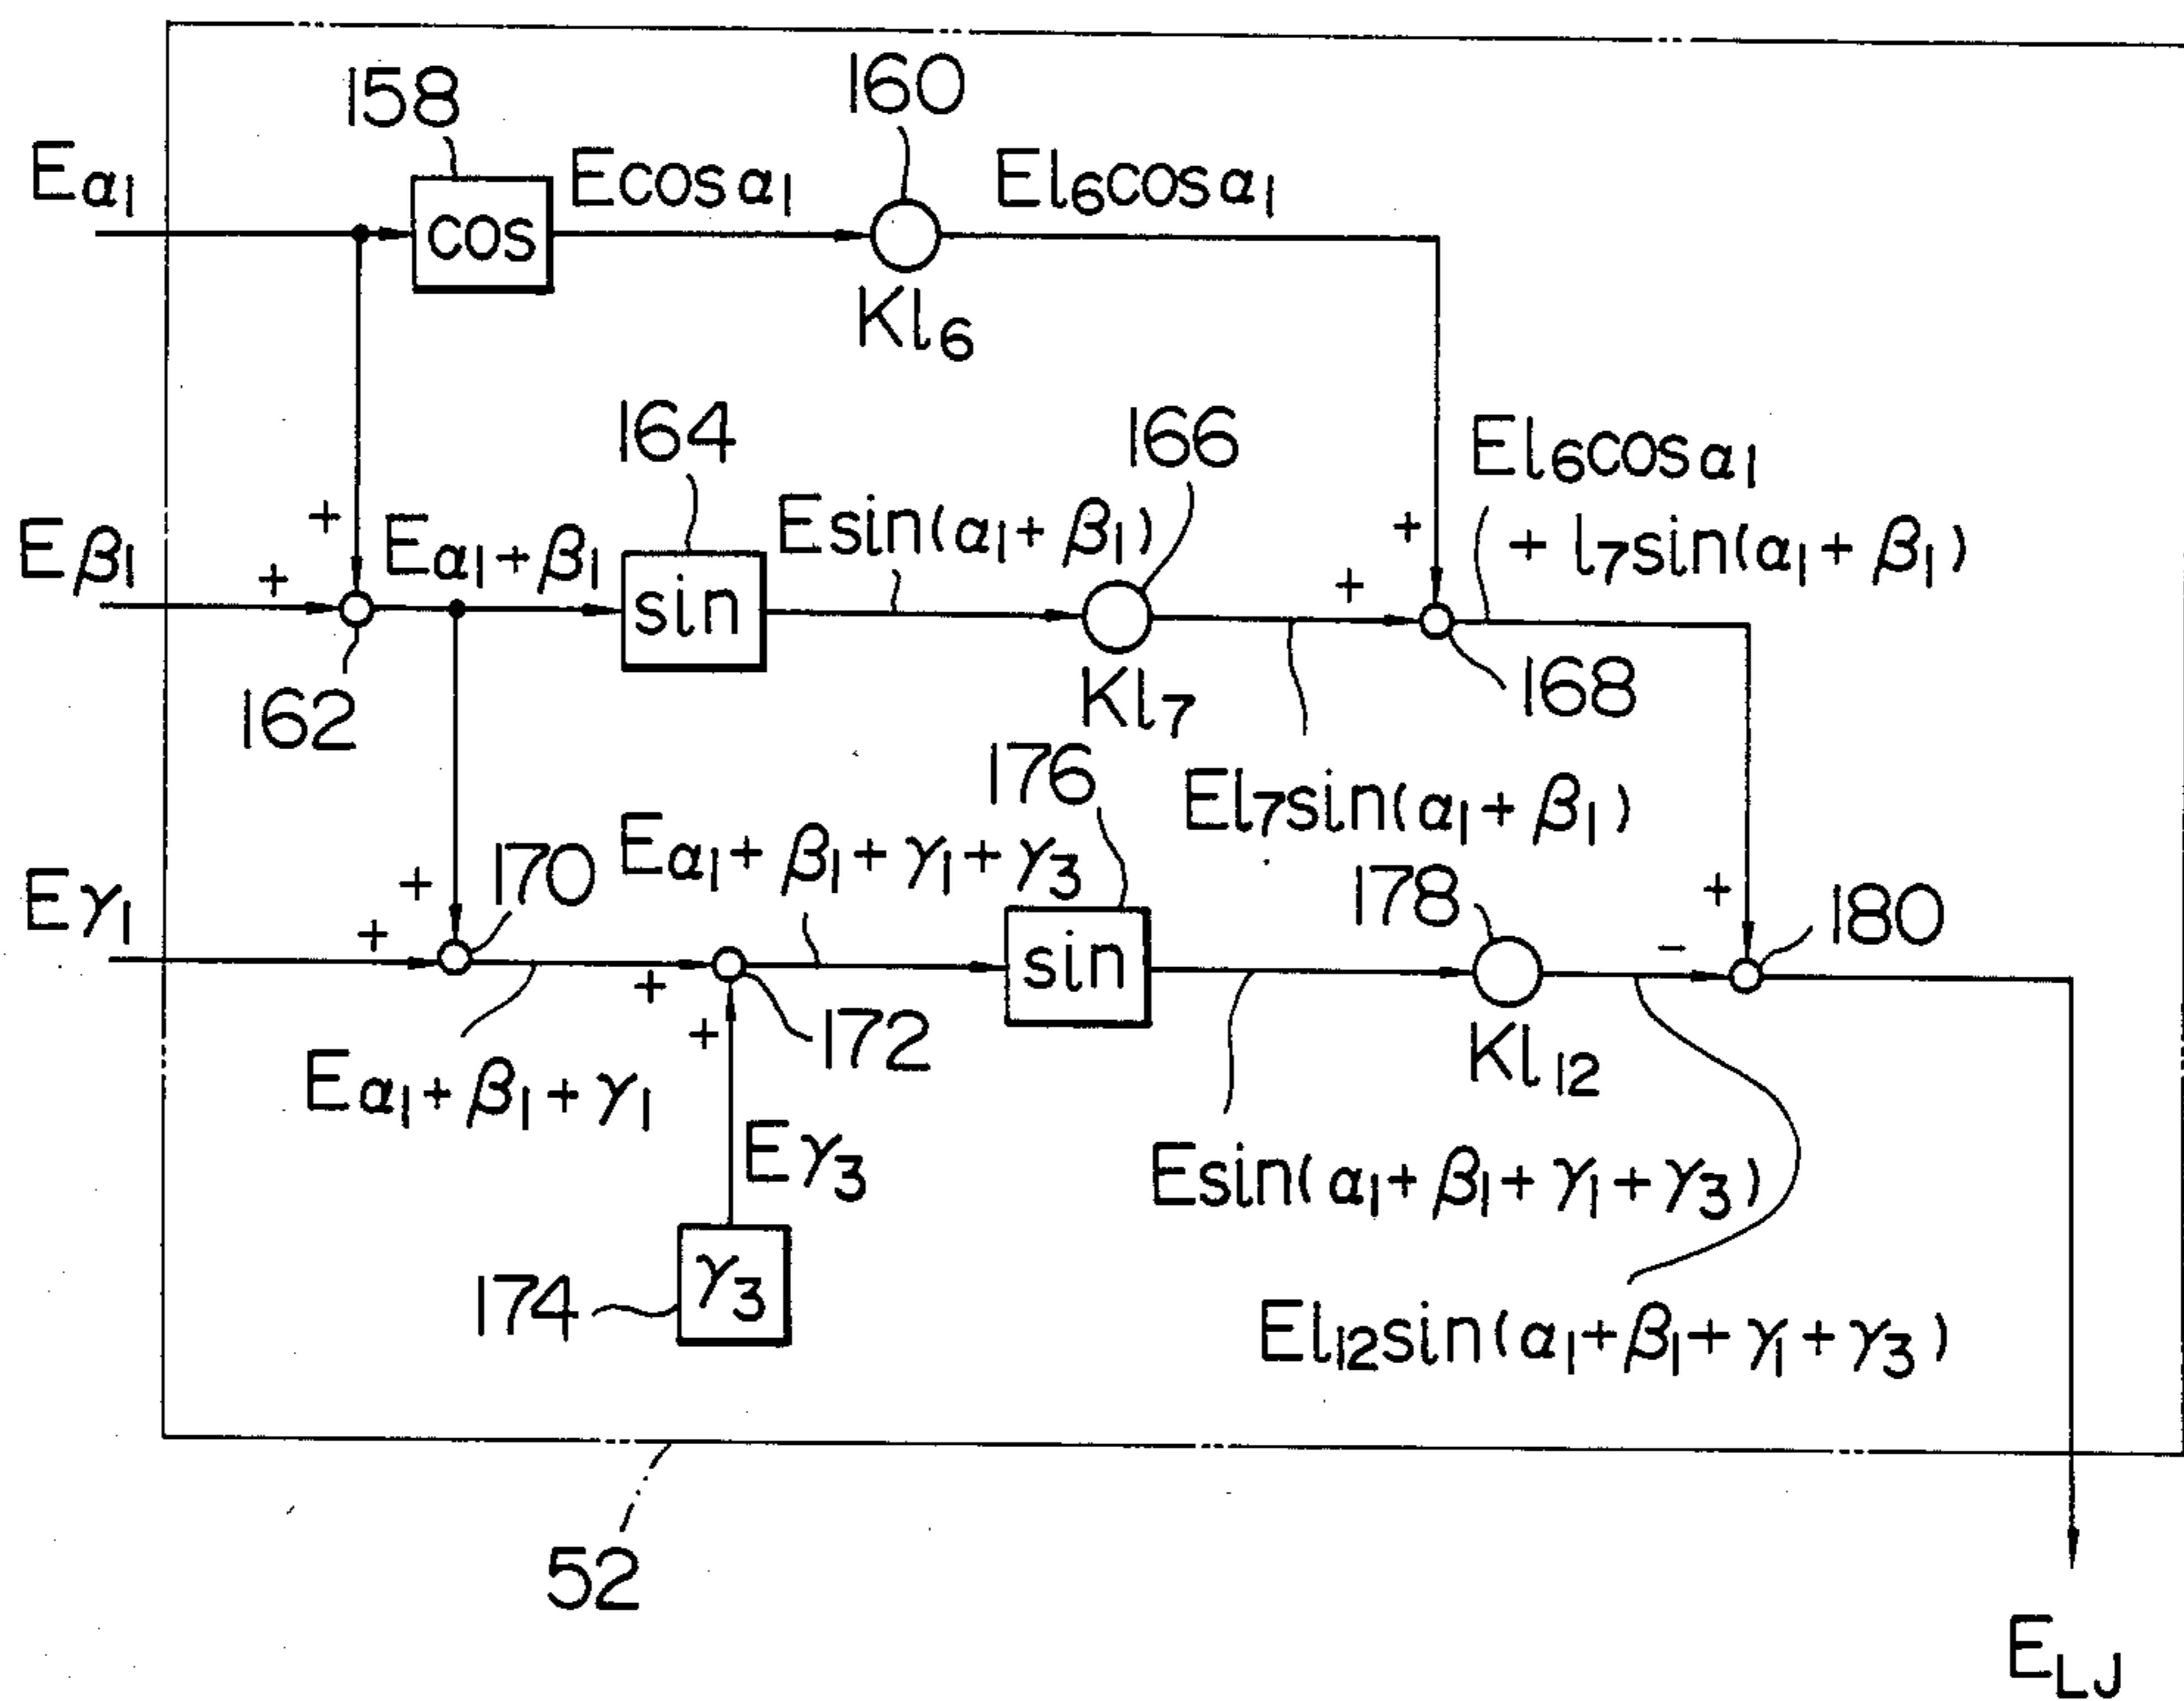 158
160
Eα1
Ecosα1
El6cosα1
cos
Kl6
164
166
El6cosα1
+ l7sin(α1+β1)
Eβ1
+
+
Eα1+β1
Esin(α1+β1)
+
+
sin
162
Kl7
168
176
El7sin(α1+β1)
Eγ1
+
+
170
Eα1+β1+γ1+γ3
178
+
−
180
sin
+
+
172
Kl12
Eα1+β1+γ1
Eγ3
Esin(α1+β1+γ1+γ3)
174
γ3
El12sin(α1+β1+γ1+γ3)
52
ELJ